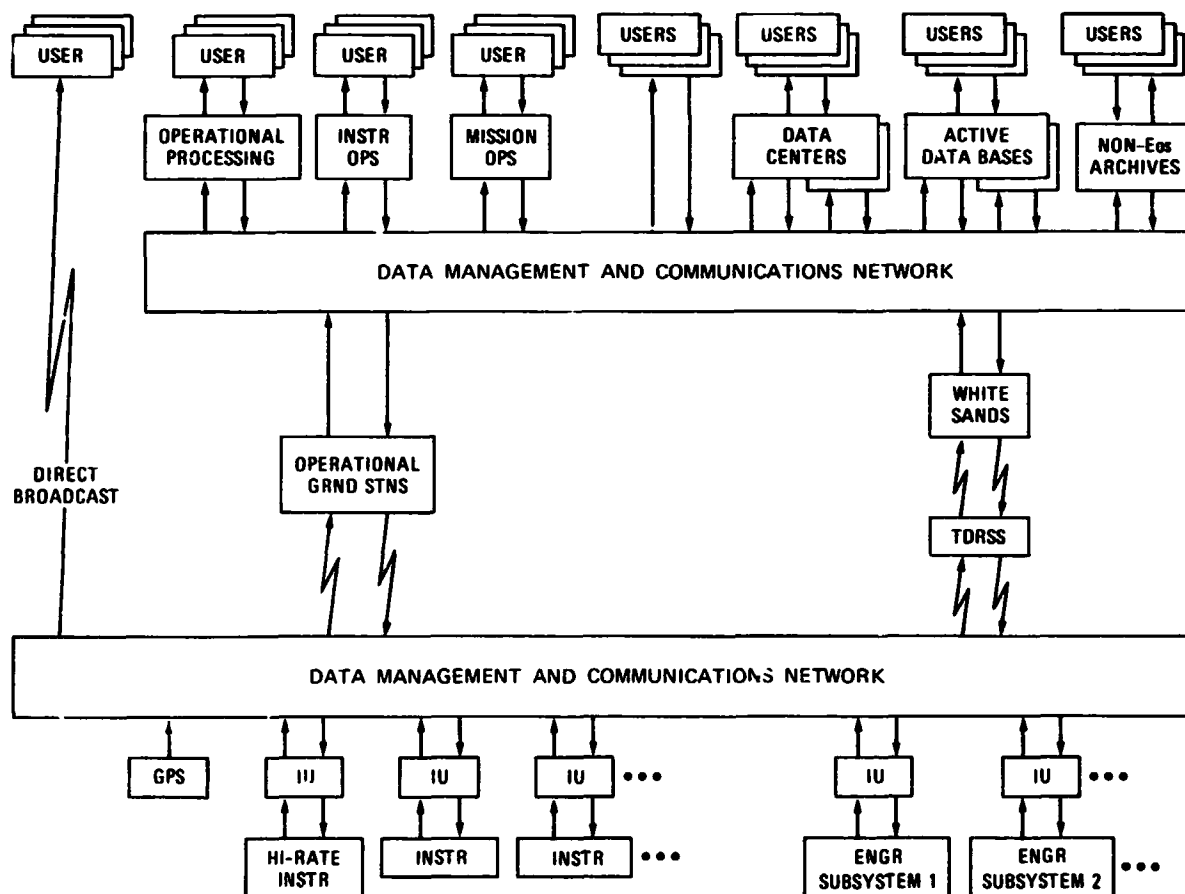 USER
USER
USER
USER
USERS
USERS
USERS
USERS
OPERATIONAL
PROCESSING
INSTR
OPS
MISSION
OPS
DATA
CENTERS
ACTIVE
DATA BASES
NON-Eos
ARCHIVES
DATA MANAGEMENT AND COMMUNICATIONS NETWORK
WHITE
SANDS
OPERATIONAL
GRND STNS
DIRECT
BROADCAST
TDRSS
DATA MANAGEMENT AND COMMUNICATIONS NETWORK
GPS
IU
IU
IU
•••
IU
IU
•••
HI-RATE
INSTR
INSTR
INSTR
•••
ENGR
SUBSYSTEM 1
ENGR
SUBSYSTEM 2
•••